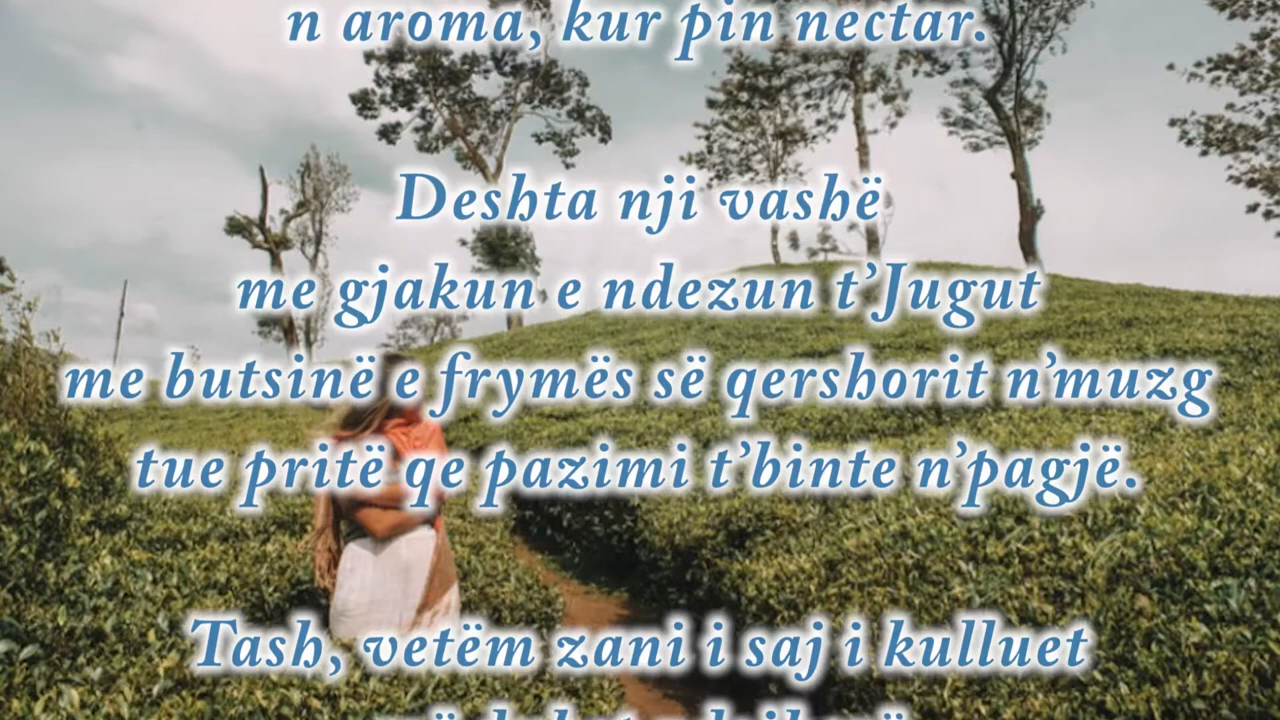 n aroma, kur pin nectar.
Deshta nji vashë
me gjakun e ndezun t’Jugut
me butsinë e frymës së qershorit n’muzg
tue pritë qe pazimi t’binte n’pagjë.
Tash, vetëm zani i saj i kulluet